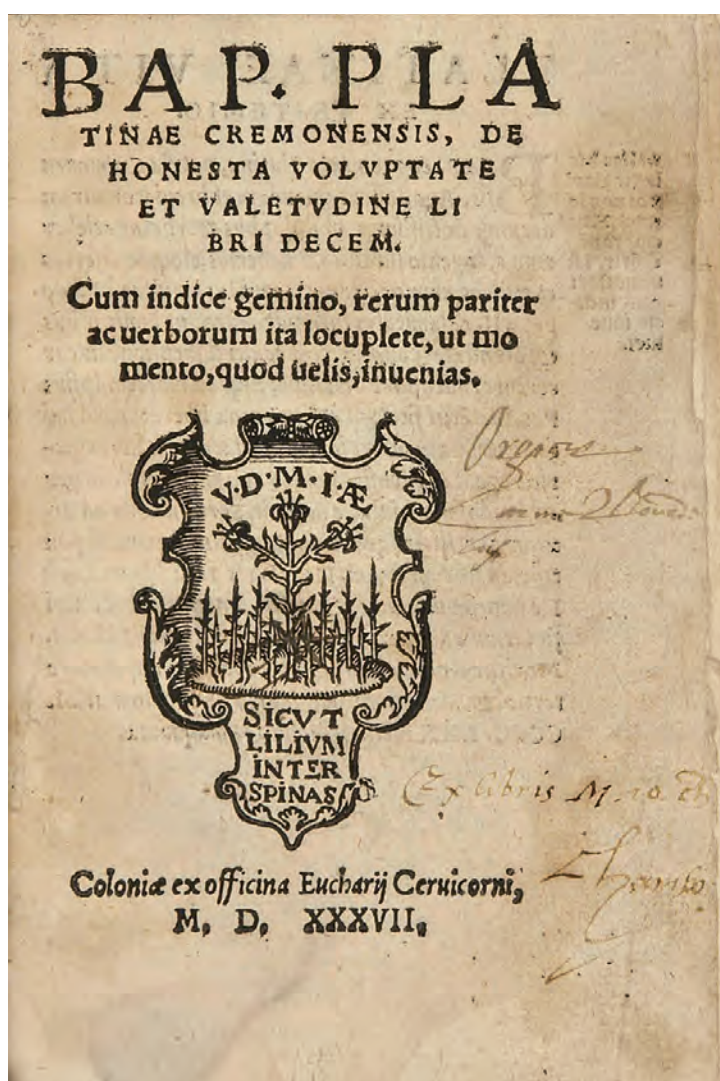 BAP. PLA
TINAE CREMONENSIS, DE
HONESTA VOLVPTATE
ET VALETVDINE LI
BRI DECEM.
Cum indice gemino, rerum pariter
ac uerborum ita locuplete, ut mo
mento, quod uelis, inuenias.
V·D·M·I·Æ
SICVT
LILIVM
INTER
SPINAS
Ex libris
Coloniæ ex officina Eucharij Ceruicorni,
M. D. XXXVII.